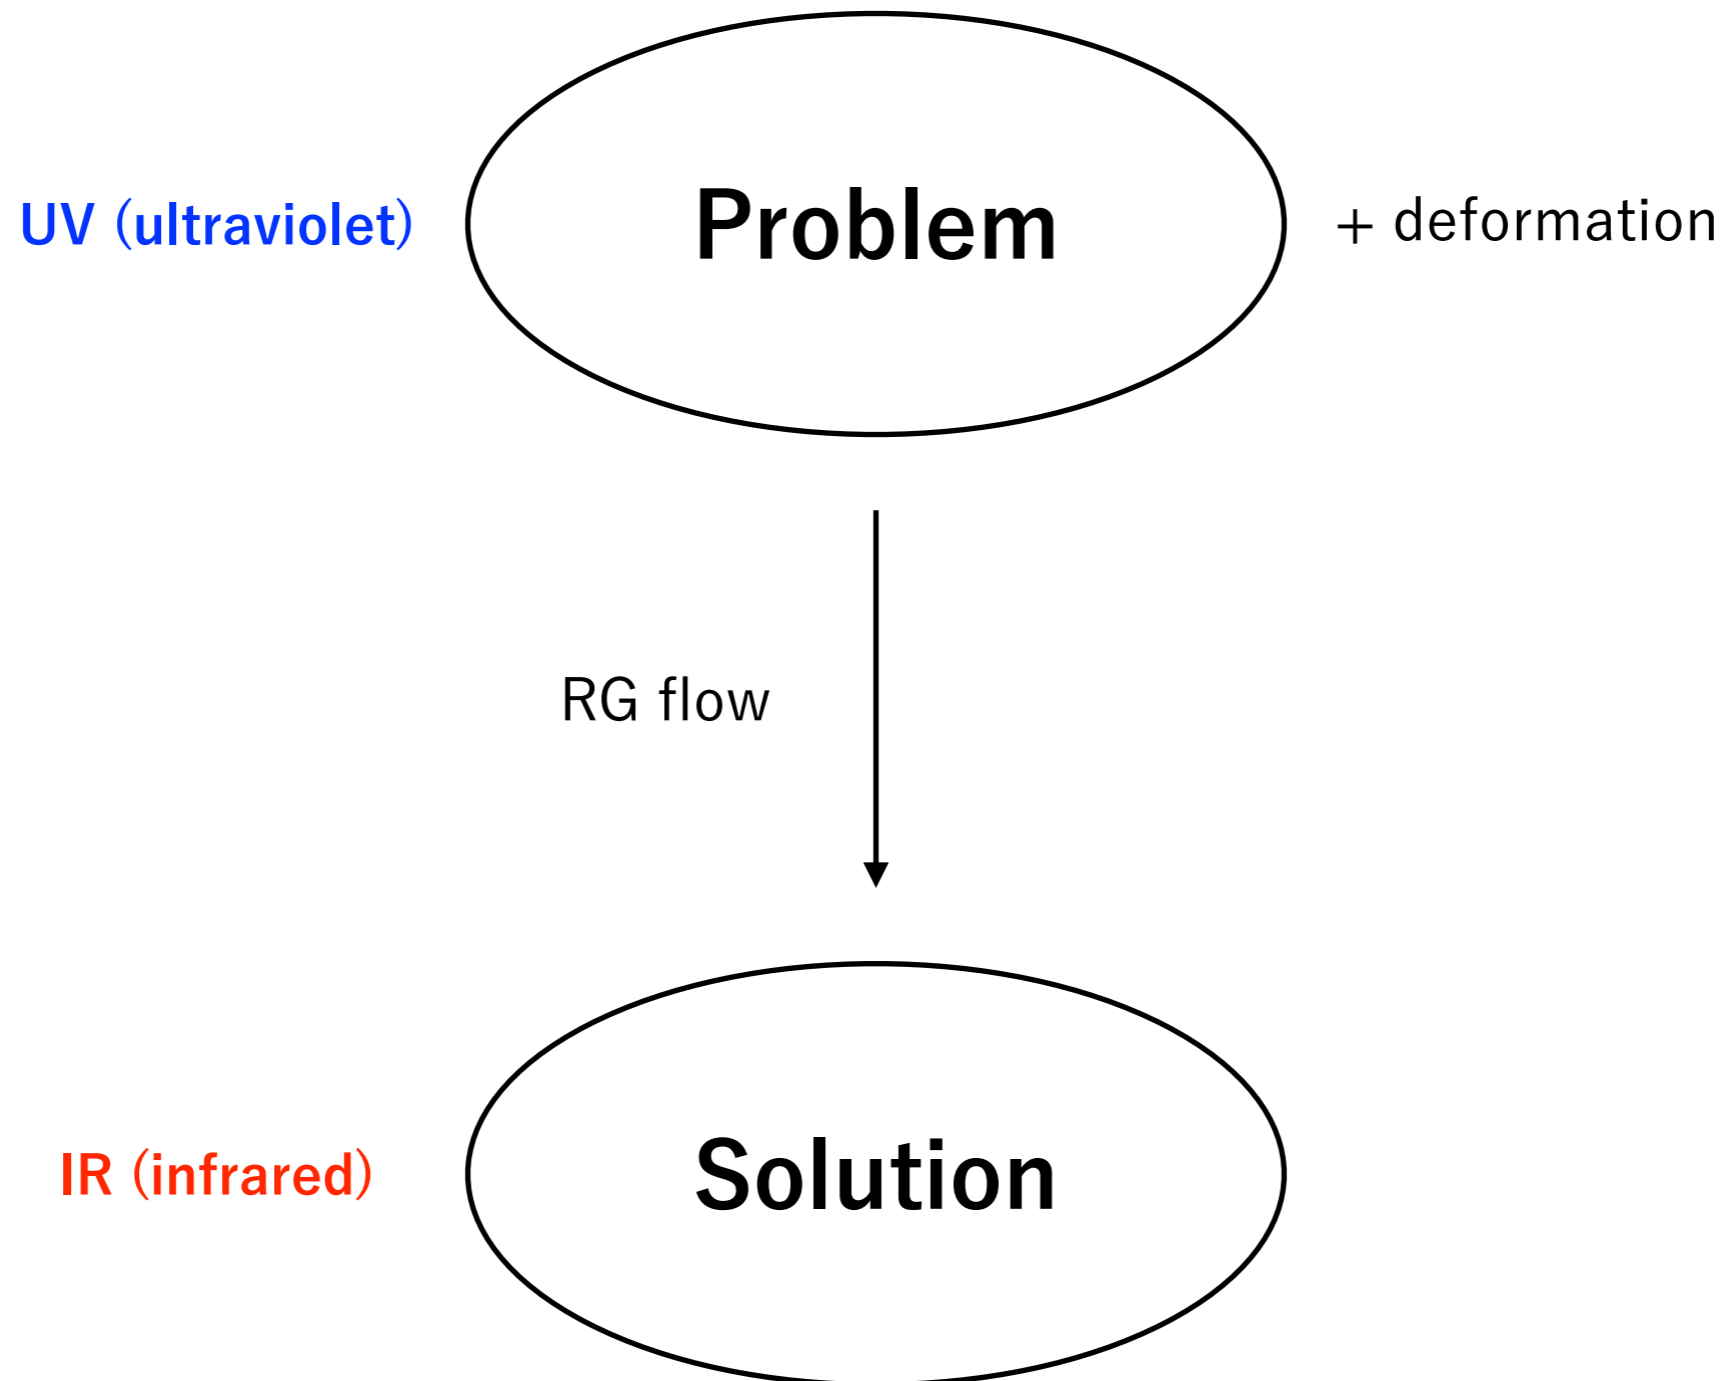 UV (ultraviolet)
Problem
+ deformation
RG flow
IR (infrared)
Solution